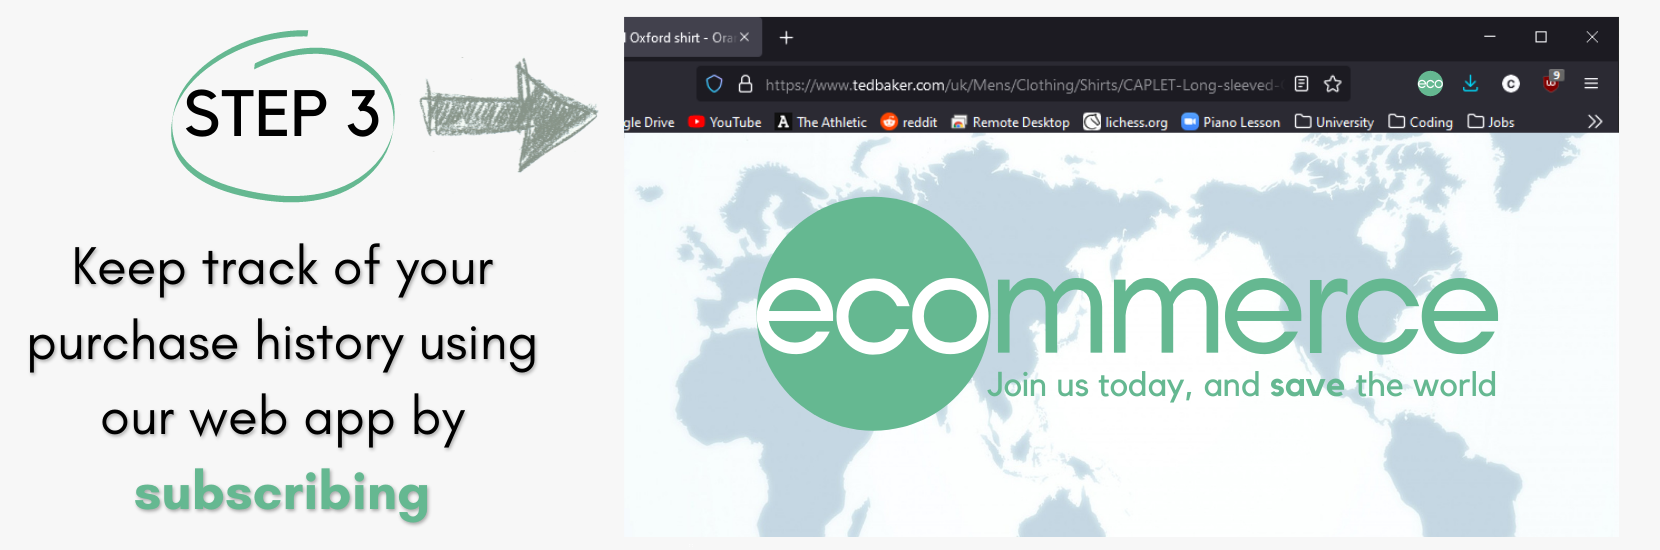 STEP 3
Keep track of your
purchase history using
our web app by
subscribing
Oxford shirt - Ora
https://www.tedbaker.com/uk/Mens/Clothing/Shirts/CAPLET-Long-sleeved-
eco
c
9
gle Drive YouTube A The Athletic reddit Remote Desktop lichess.org Piano Lesson University Coding Jobs
ecommerce
Join us today, and save the world